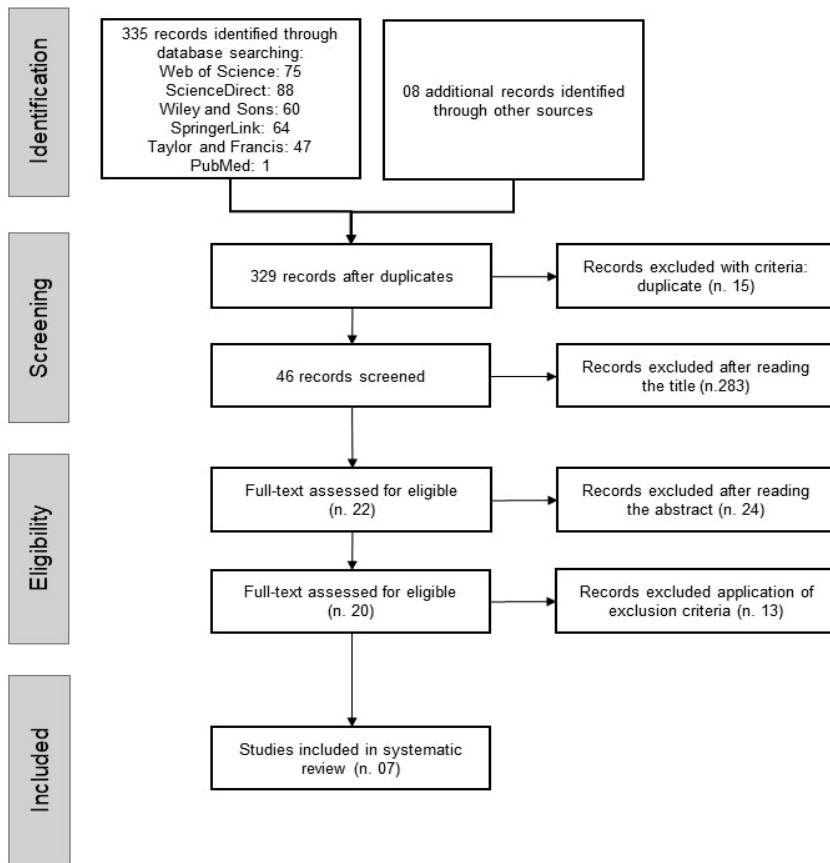 Identification
335 records identified through
database searching:
Web of Science: 75
ScienceDirect: 88
Wiley and Sons: 60
SpringerLink: 64
Taylor and Francis: 47
PubMed: 1
08 additional records identified
through other sources
Screening
329 records after duplicates
Records excluded with criteria:
duplicate (n. 15)
46 records screened
Records excluded after reading
the title (n.283)
Eligibility
Full-text assessed for eligible
(n. 22)
Records excluded after reading
the abstract (n. 24)
Full-text assessed for eligible
(n. 20)
Records excluded application of
exclusion criteria (n. 13)
Included
Studies included in systematic
review (n. 07)